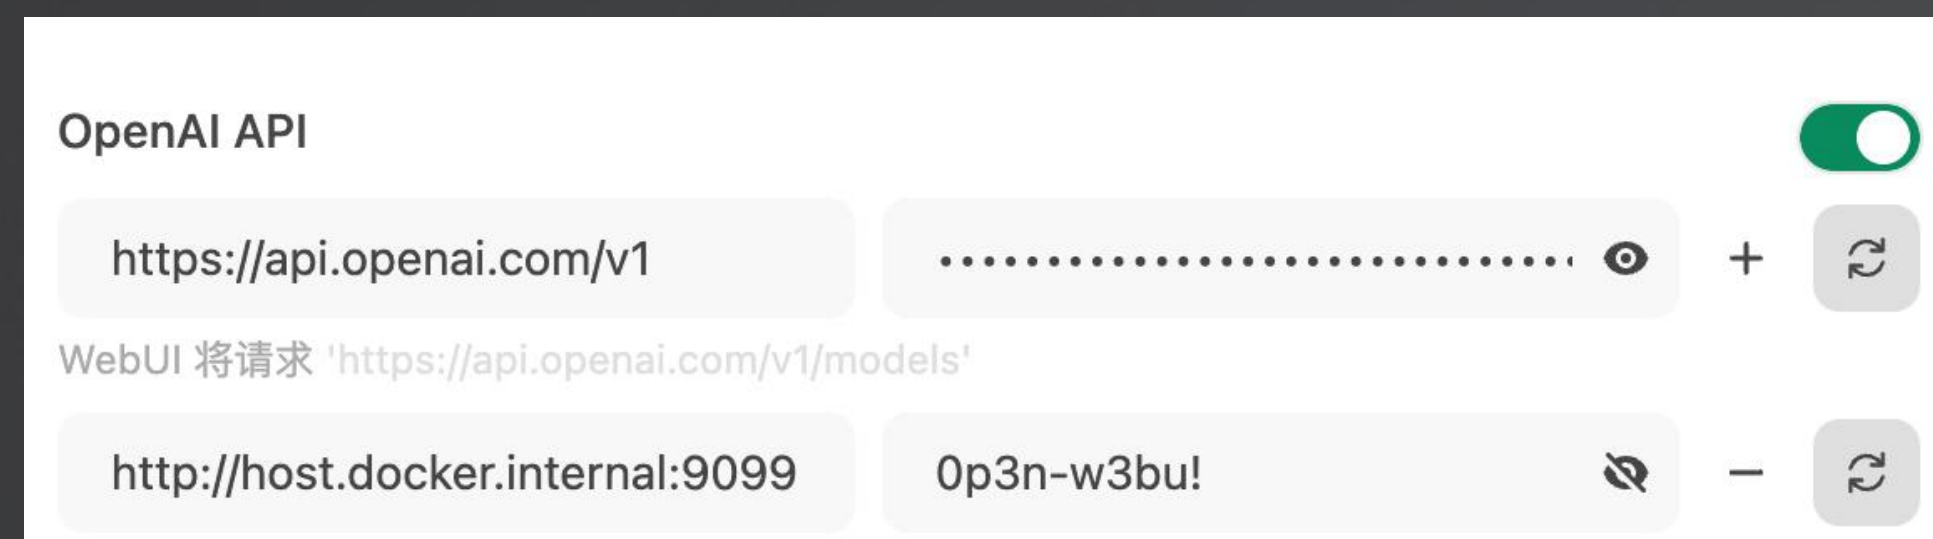 OpenAI API
https://api.openai.com/v1
WebUI 将请求 'https://api.openai.com/v1/models'
http://host.docker.internal:9099 0p3n-w3bu!